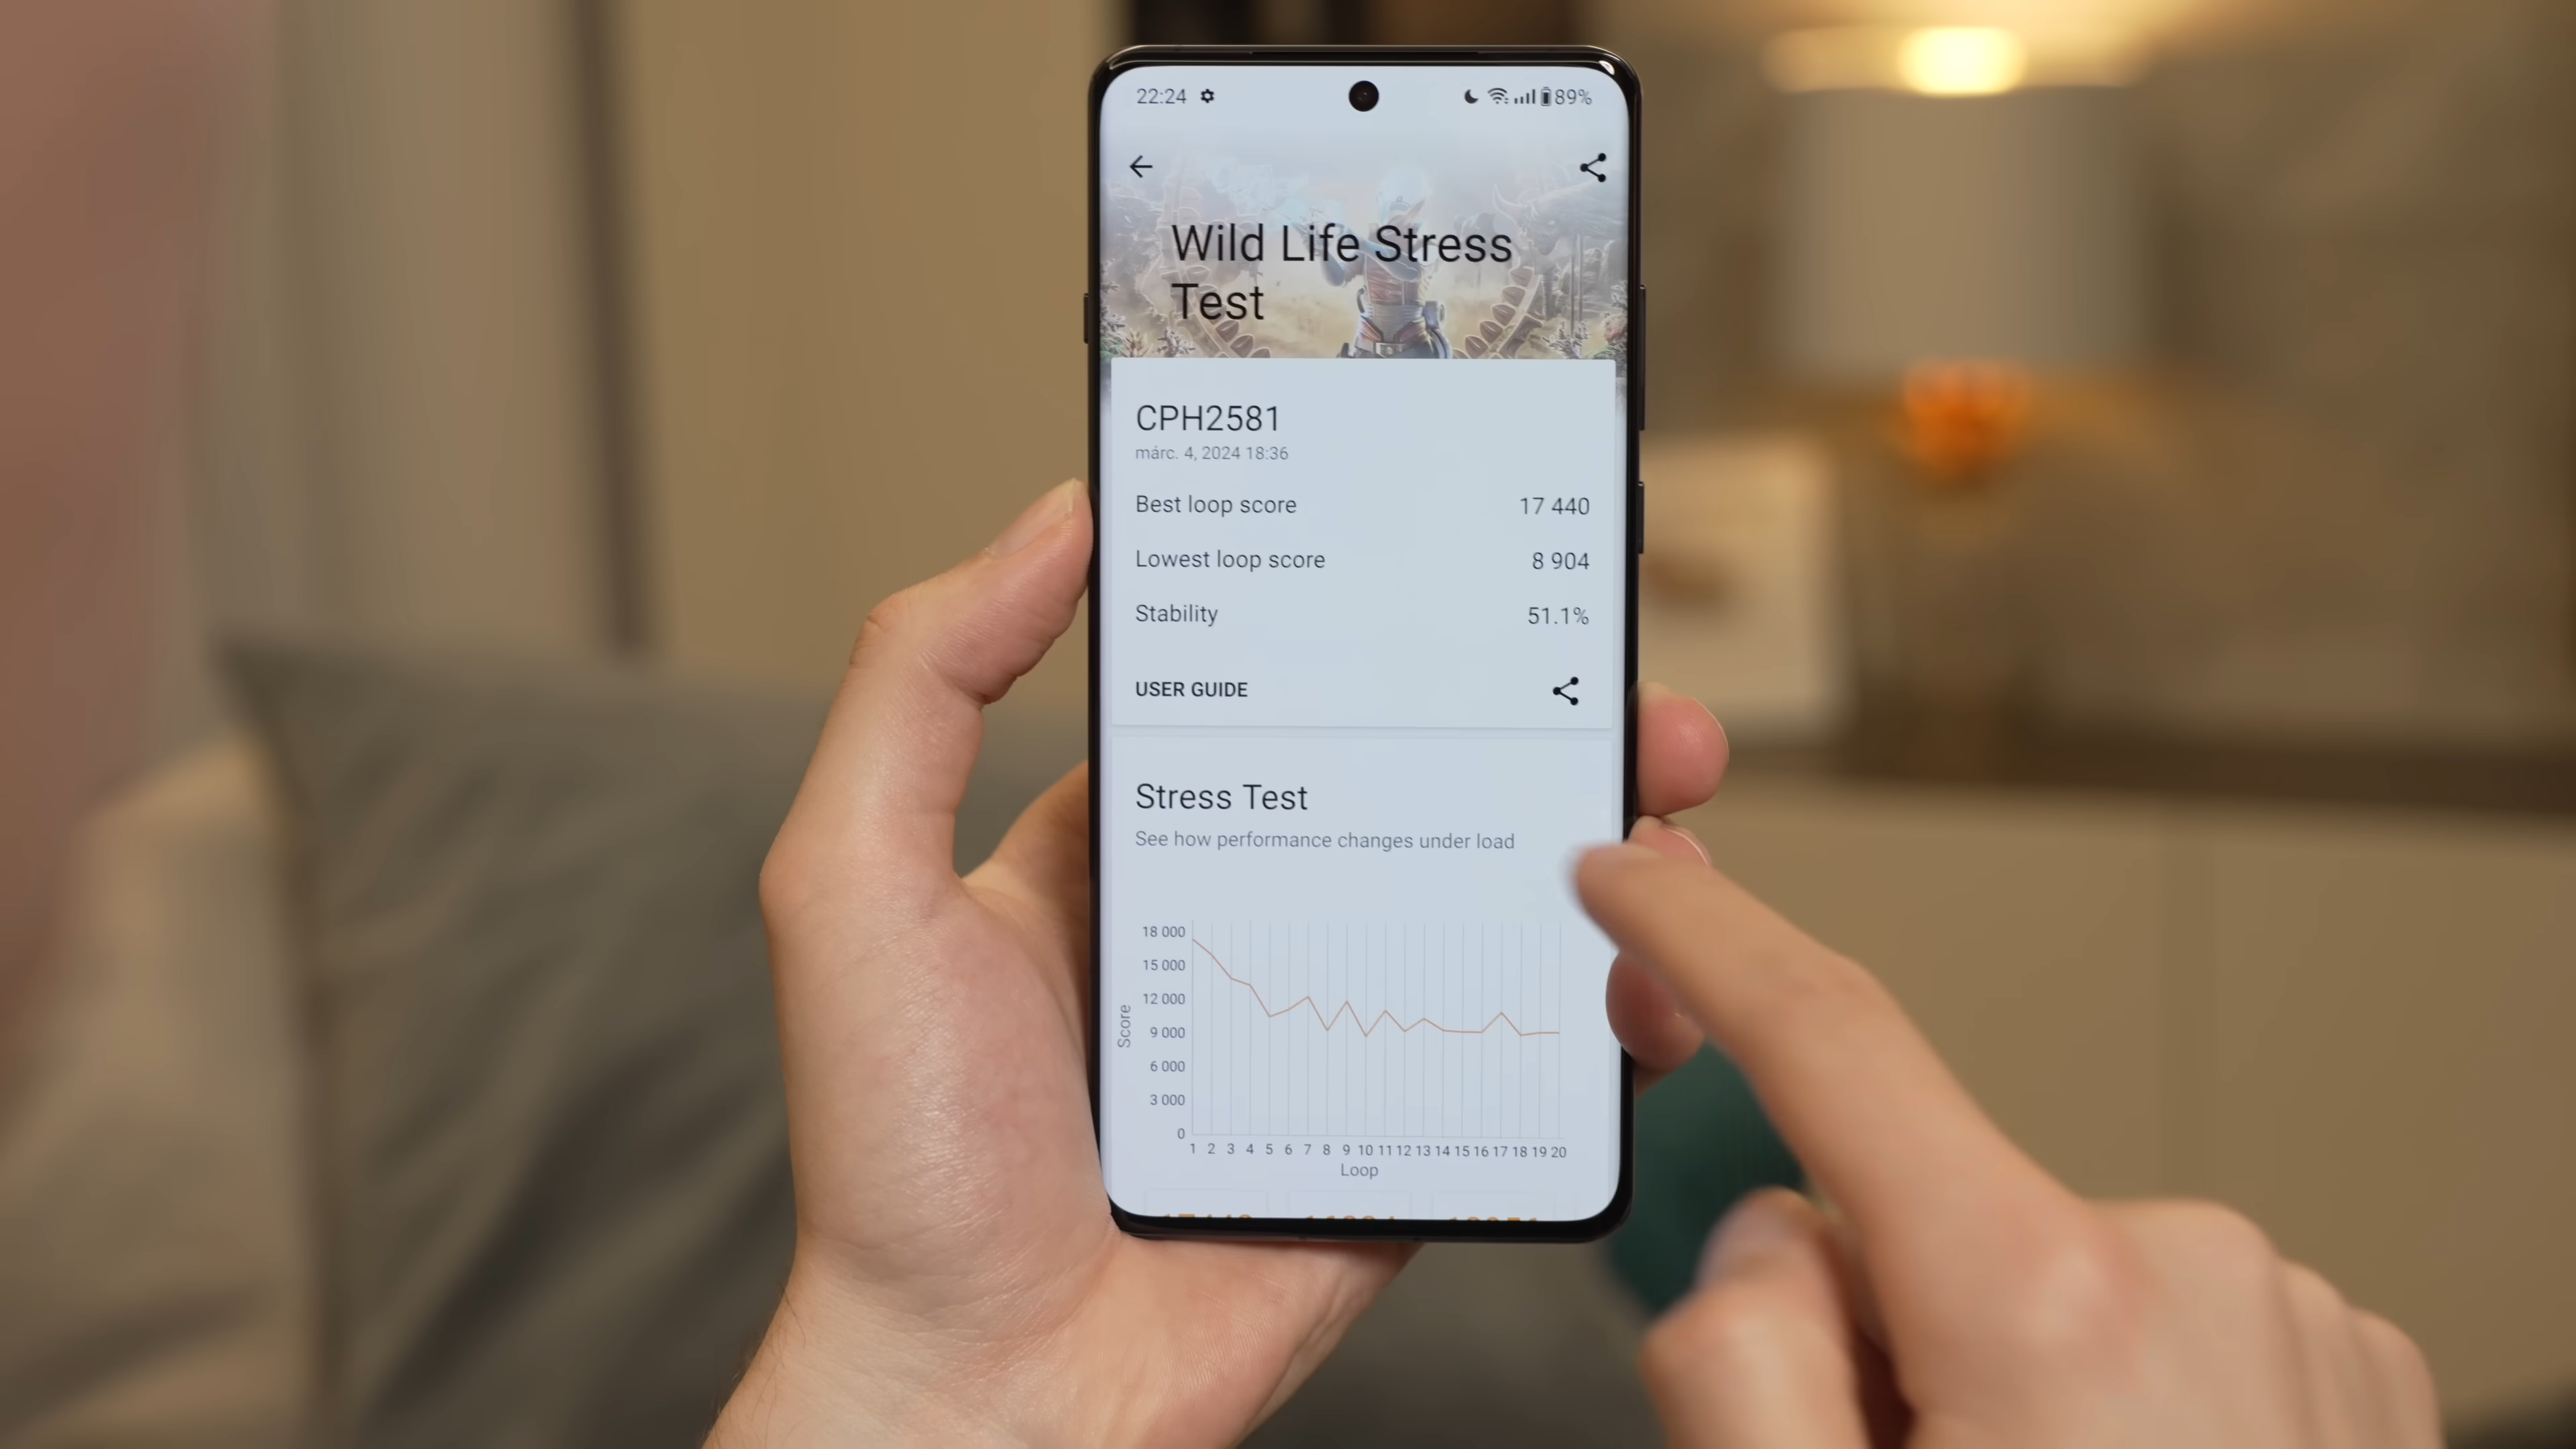 22:24 89%
Wild Life Stress
Test
CPH2581
márc. 4, 2024 18:36
Best loop score 17 440
Lowest loop score 8 904
Stability 51.1%
USER GUIDE
Stress Test
See how performance changes under load
18 000
15 000
12 000
9 000
6 000
3 000
0
Score
1 2 3 4 5 6 7 8 9 10 11 12 13 14 15 16 17 18 19 20
Loop